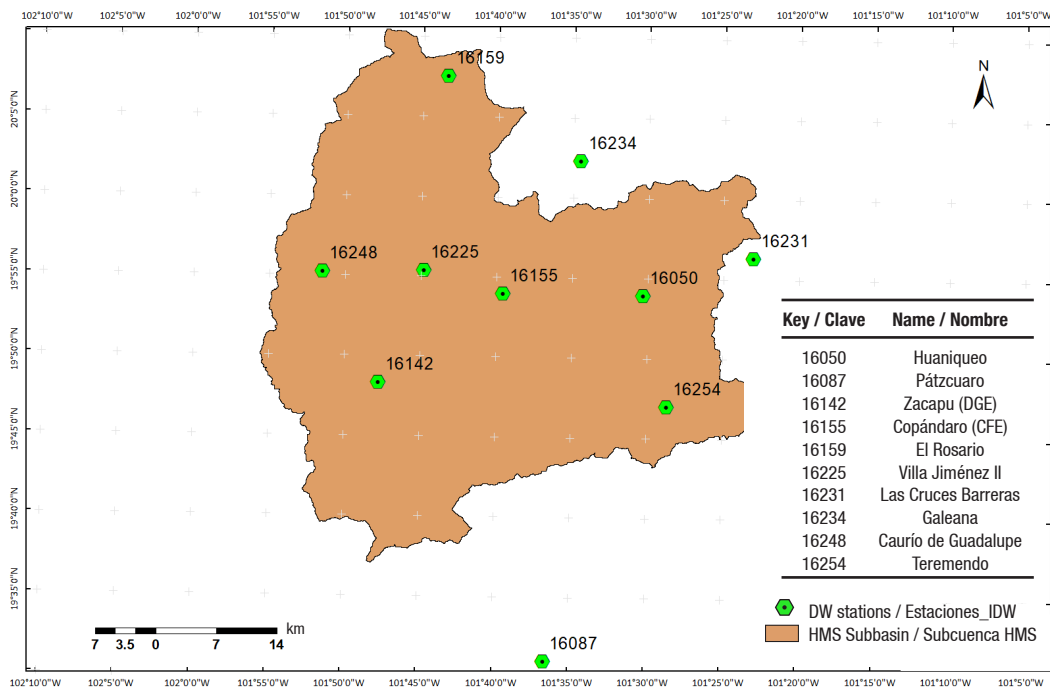 102°10'0"W 102°5'0"W 102°0'0"W 101°55'0"W 101°50'0"W 101°45'0"W 101°40'0"W 101°35'0"W 101°30'0"W 101°25'0"W 101°20'0"W 101°15'0"W 101°10'0"W 101°5'0"W
20°5'0"N
20°0'0"N
19°55'0"N
19°50'0"N
19°45'0"N
19°40'0"N
19°35'0"N
N
16159
16234
16231
16248
16225
16155
16050
16142
16254
16087
Key / Clave Name / Nombre
16050 Huaniqueo
16087 Pátzcuaro
16142 Zacapu (DGE)
16155 Copándaro (CFE)
16159 El Rosario
16225 Villa Jiménez II
16231 Las Cruces Barreras
16234 Galeana
16248 Caurío de Guadalupe
16254 Teremendo
DW stations / Estaciones_IDW
HMS Subbasin / Subcuenca HMS
km
7 3.5 0 7 14
102°10'0"W 102°5'0"W 102°0'0"W 101°55'0"W 101°50'0"W 101°45'0"W 101°40'0"W 101°35'0"W 101°30'0"W 101°25'0"W 101°20'0"W 101°15'0"W 101°10'0"W 101°5'0"W